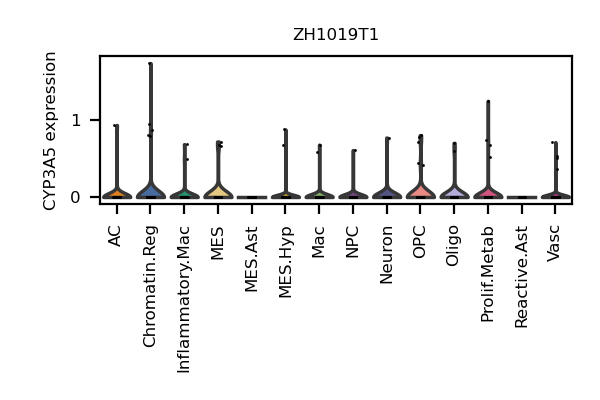 ZH1019T1
CYP3A5 expression
1
0
AC
Chromatin.Reg
Inflammatory.Mac
MES
MES.Ast
MES.Hyp
Mac
NPC
Neuron
OPC
Oligo
Prolif.Metab
Reactive.Ast
Vasc